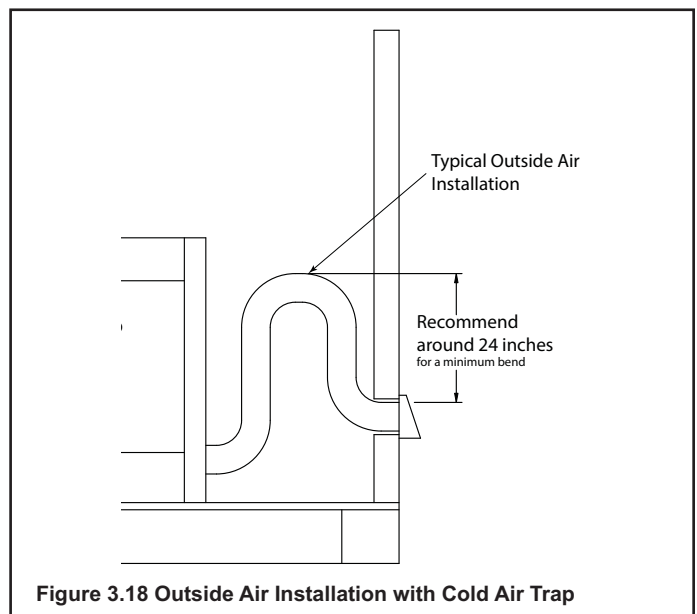 Typical Outside Air
Installation
Recommend
around 24 inches
for a minimum bend
Figure 3.18 Outside Air Installation with Cold Air Trap